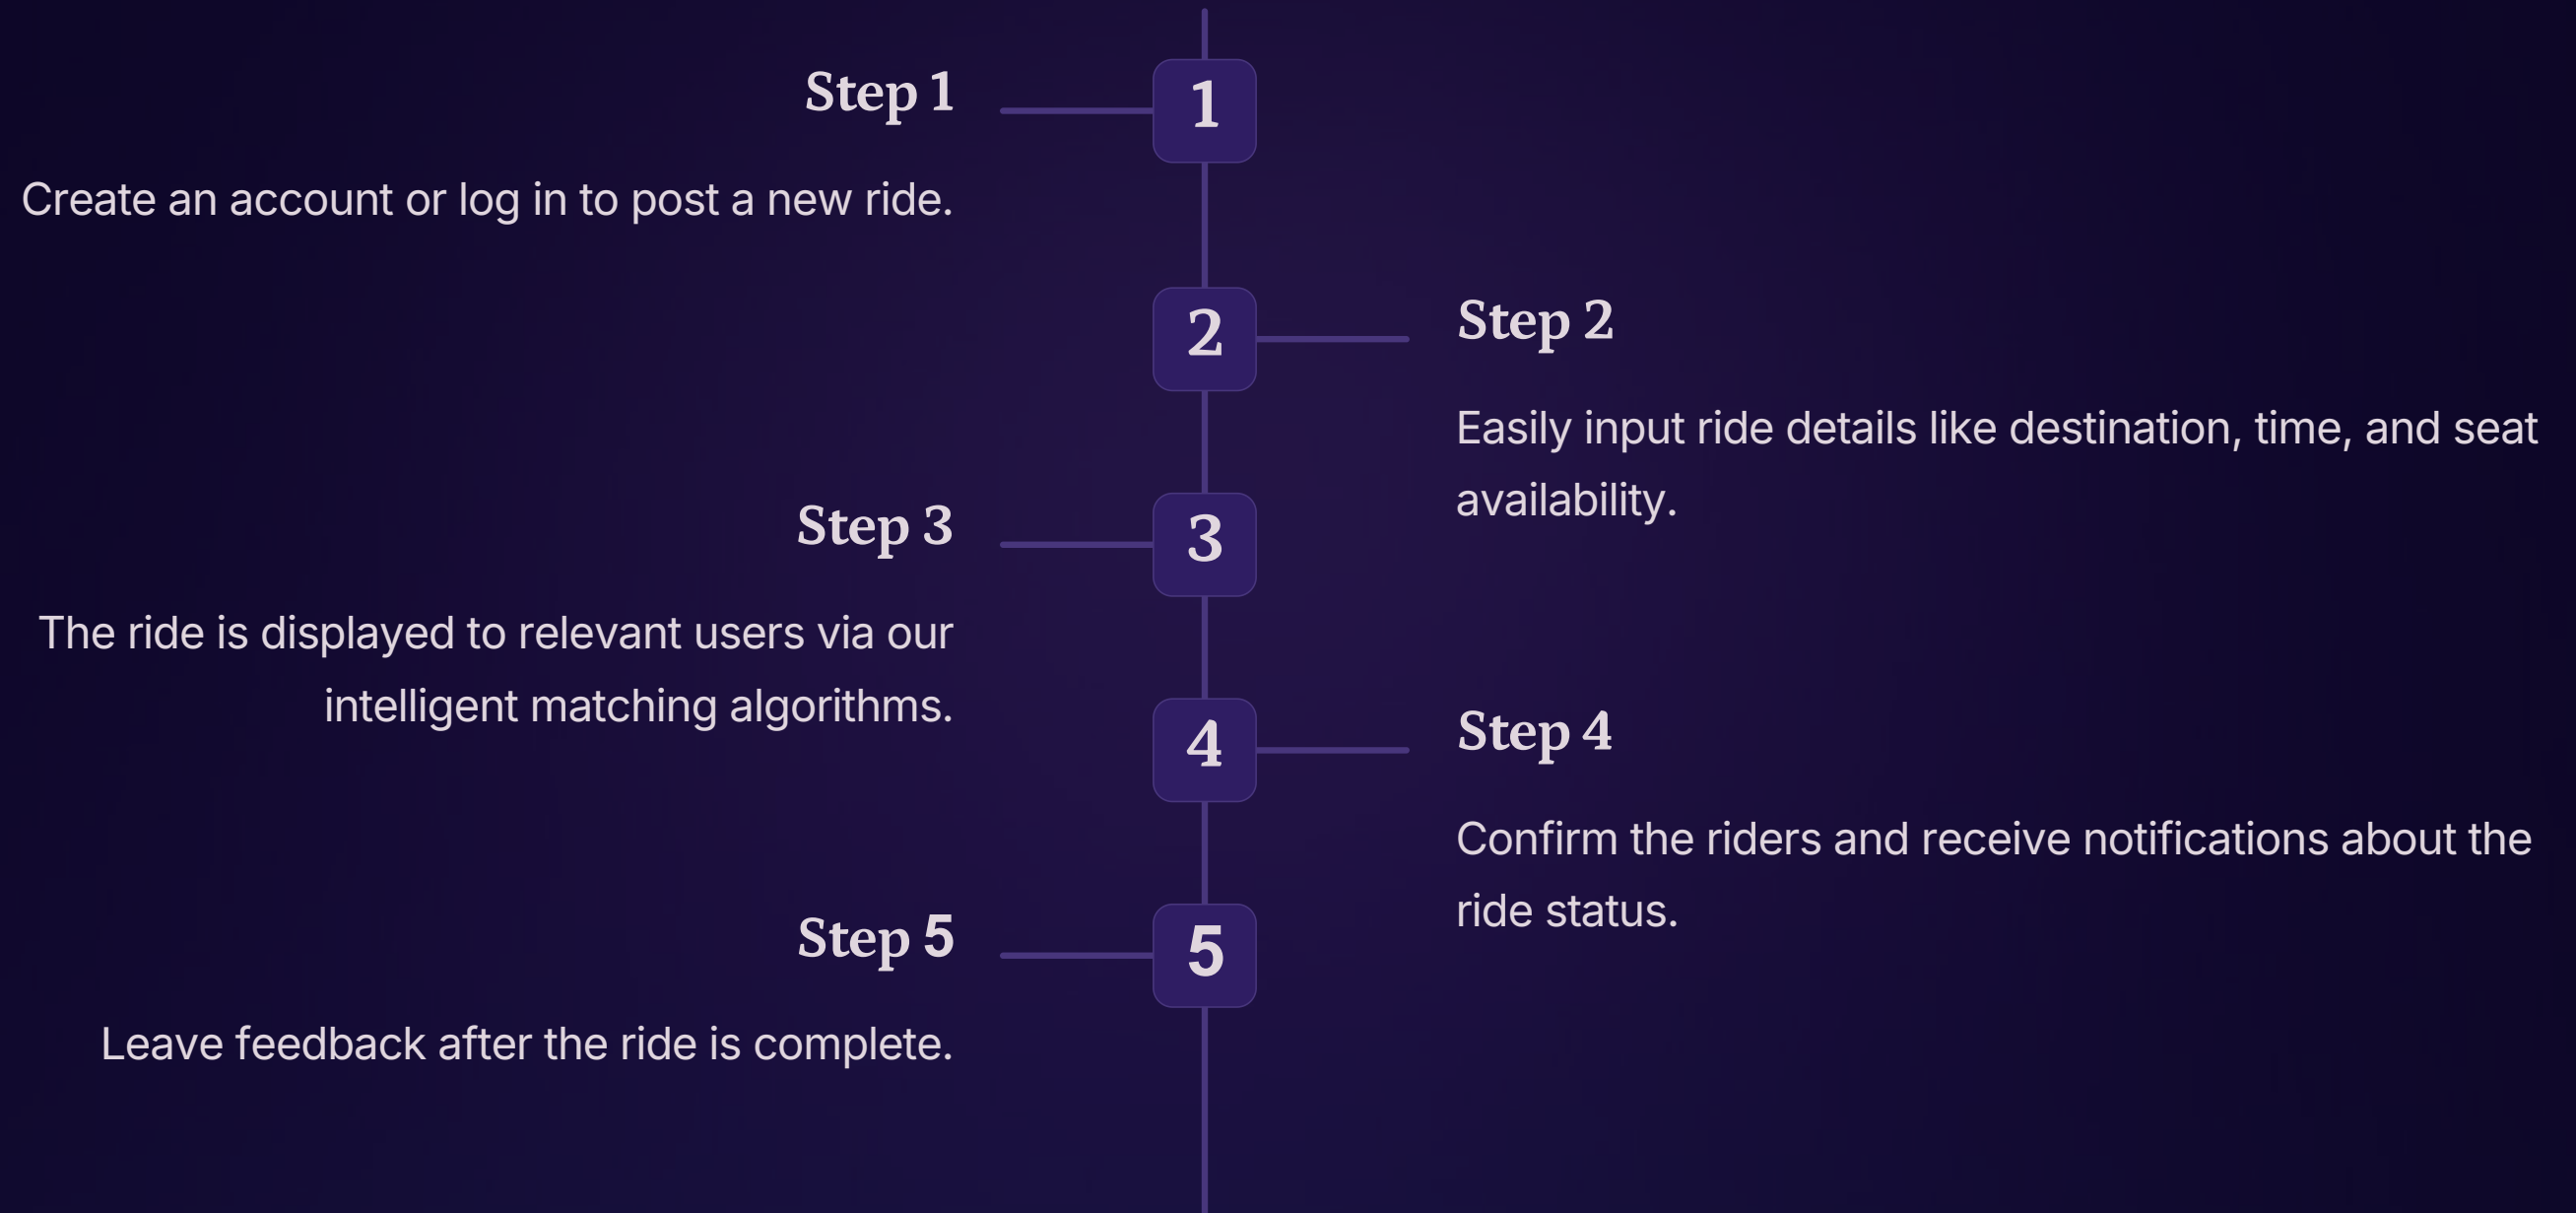 Step 1
1
Create an account or log in to post a new ride.
2
Step 2
Easily input ride details like destination, time, and seat
availability.
Step 3
3
The ride is displayed to relevant users via our
intelligent matching algorithms.
4
Step 4
Confirm the riders and receive notifications about the
ride status.
Step 5
5
Leave feedback after the ride is complete.